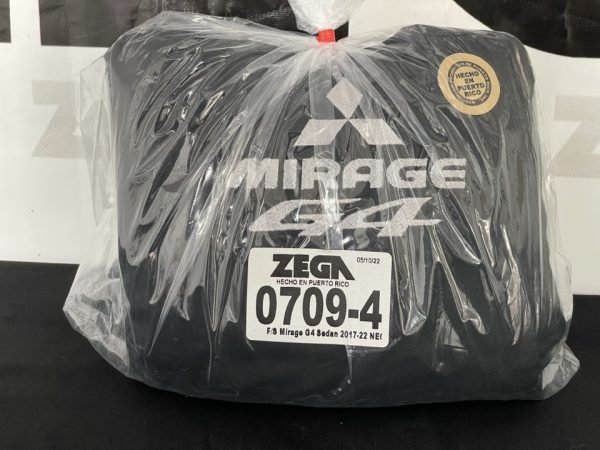 HECHO
EN
PUERTO
RICO
MIRAGE
G4
ZEGA
05/10/22
HECHO EN PUERTO RICO
0709-4
F/S Mirage G4 Sedan 2017-22